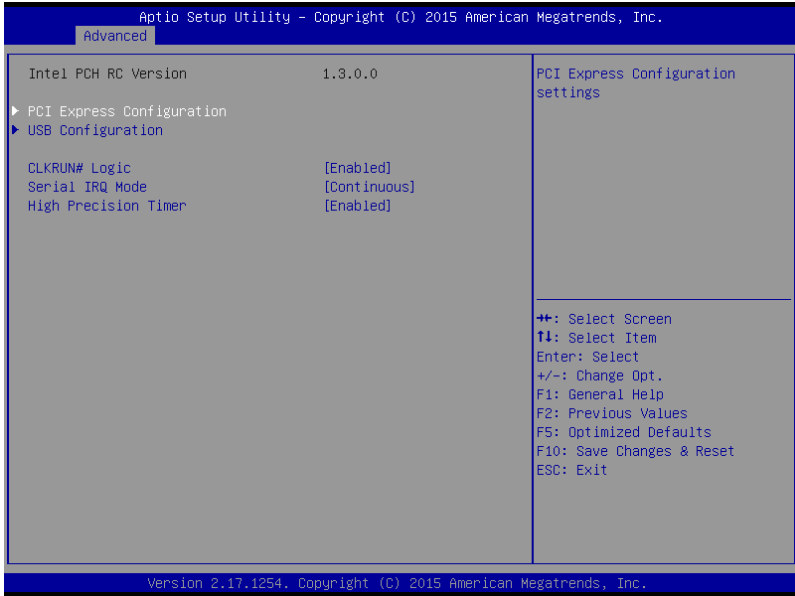 Aptio Setup Utility – Copyright (C) 2015 American Megatrends, Inc.
Advanced
Intel PCH RC Version 1.3.0.0
PCI Express Configuration
USB Configuration
CLKRUN# Logic [Enabled]
Serial IRQ Mode [Continuous]
High Precision Timer [Enabled]
PCI Express Configuration
settings
→←: Select Screen
↑↓: Select Item
Enter: Select
+/-: Change Opt.
F1: General Help
F2: Previous Values
F5: Optimized Defaults
F10: Save Changes & Reset
ESC: Exit
Version 2.17.1254. Copyright (C) 2015 American Megatrends, Inc.